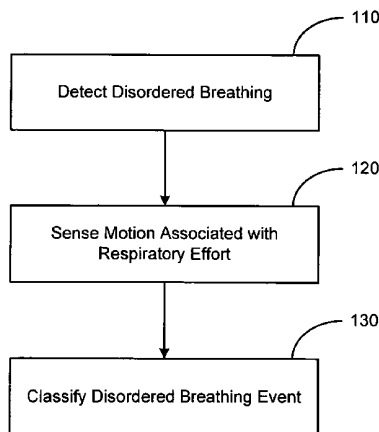 110
Detect Disordered Breathing
120
Sense Motion Associated with
Respiratory Effort
130
Classify Disordered Breathing Event